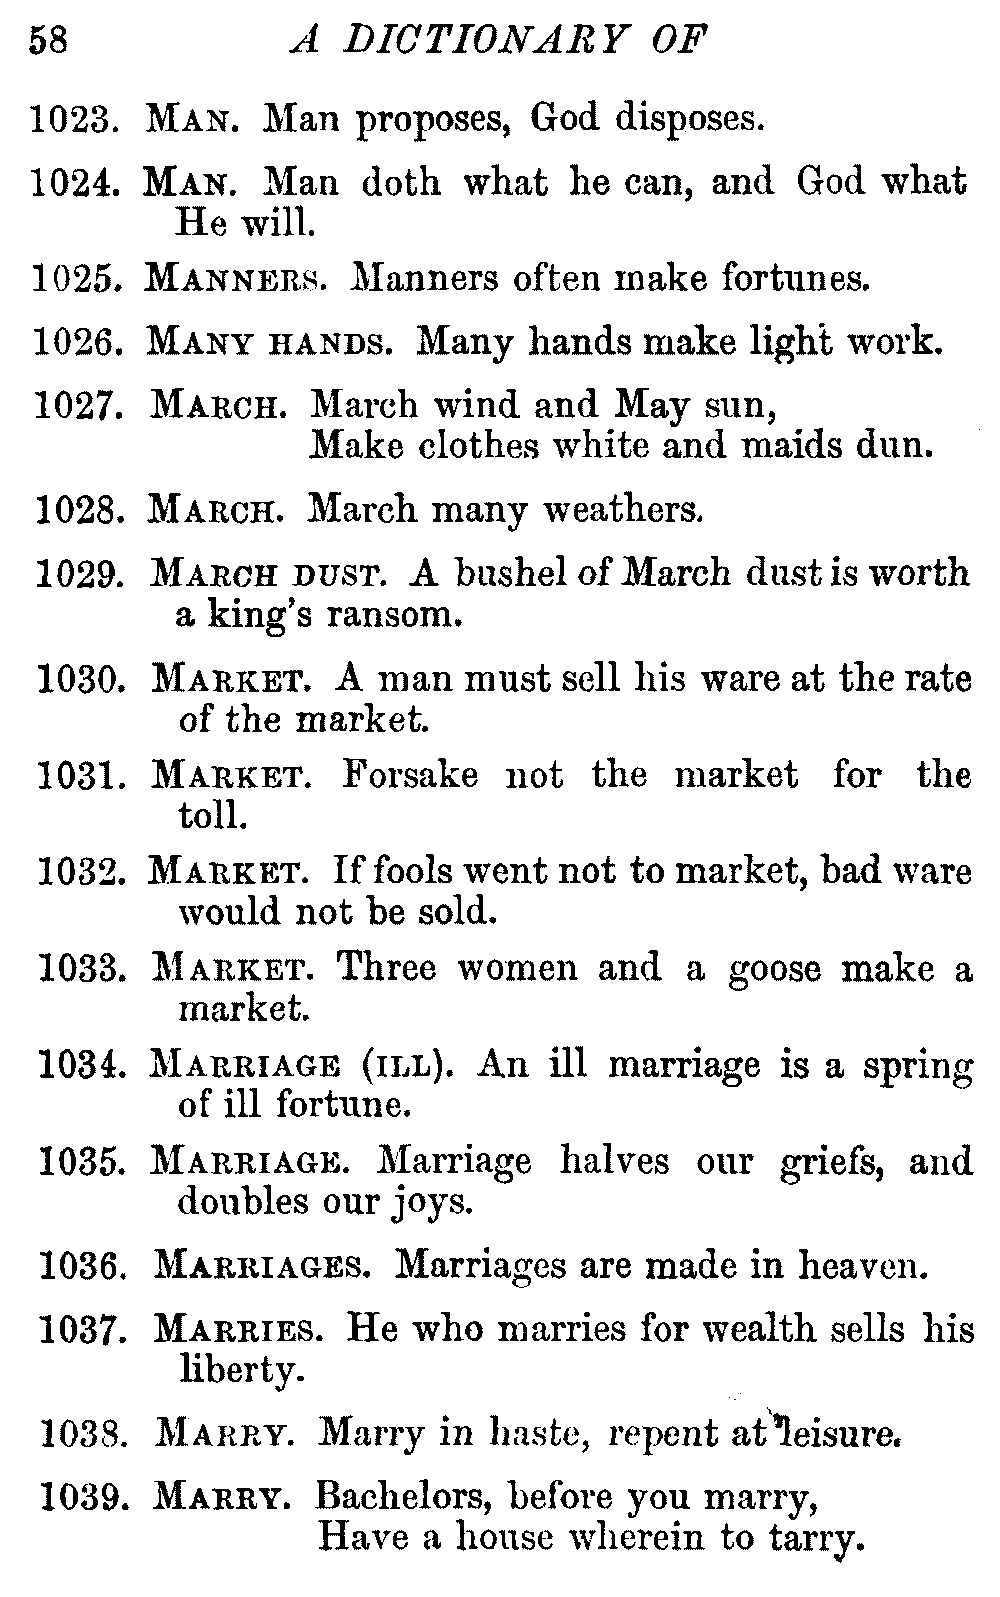 58 A DICTIONARY OF
1023. MAN. Man proposes, God disposes.
1024. MAN. Man doth what he can, and God what
He will.
1025. MANNERS. Manners often make fortunes.
1026. MANY HANDS. Many hands make light work.
1027. MARCH. March wind and May sun,
Make clothes white and maids dun.
1028. MARCH. March many weathers.
1029. MARCH DUST. A bushel of March dust is worth
a king's ransom.
1030. MARKET. A man must sell his ware at the rate
of the market.
1031. MARKET. Forsake not the market for the
toll.
1032. MARKET. If fools went not to market, bad ware
would not be sold.
1033. MARKET. Three women and a goose make a
market.
1034. MARRIAGE (ILL). An ill marriage is a spring
of ill fortune.
1035. MARRIAGE. Marriage halves our griefs, and
doubles our joys.
1036. MARRIAGES. Marriages are made in heaven.
1037. MARRIES. He who marries for wealth sells his
liberty.
1038. MARRY. Marry in haste, repent at leisure.
1039. MARRY. Bachelors, before you marry,
Have a house wherein to tarry.